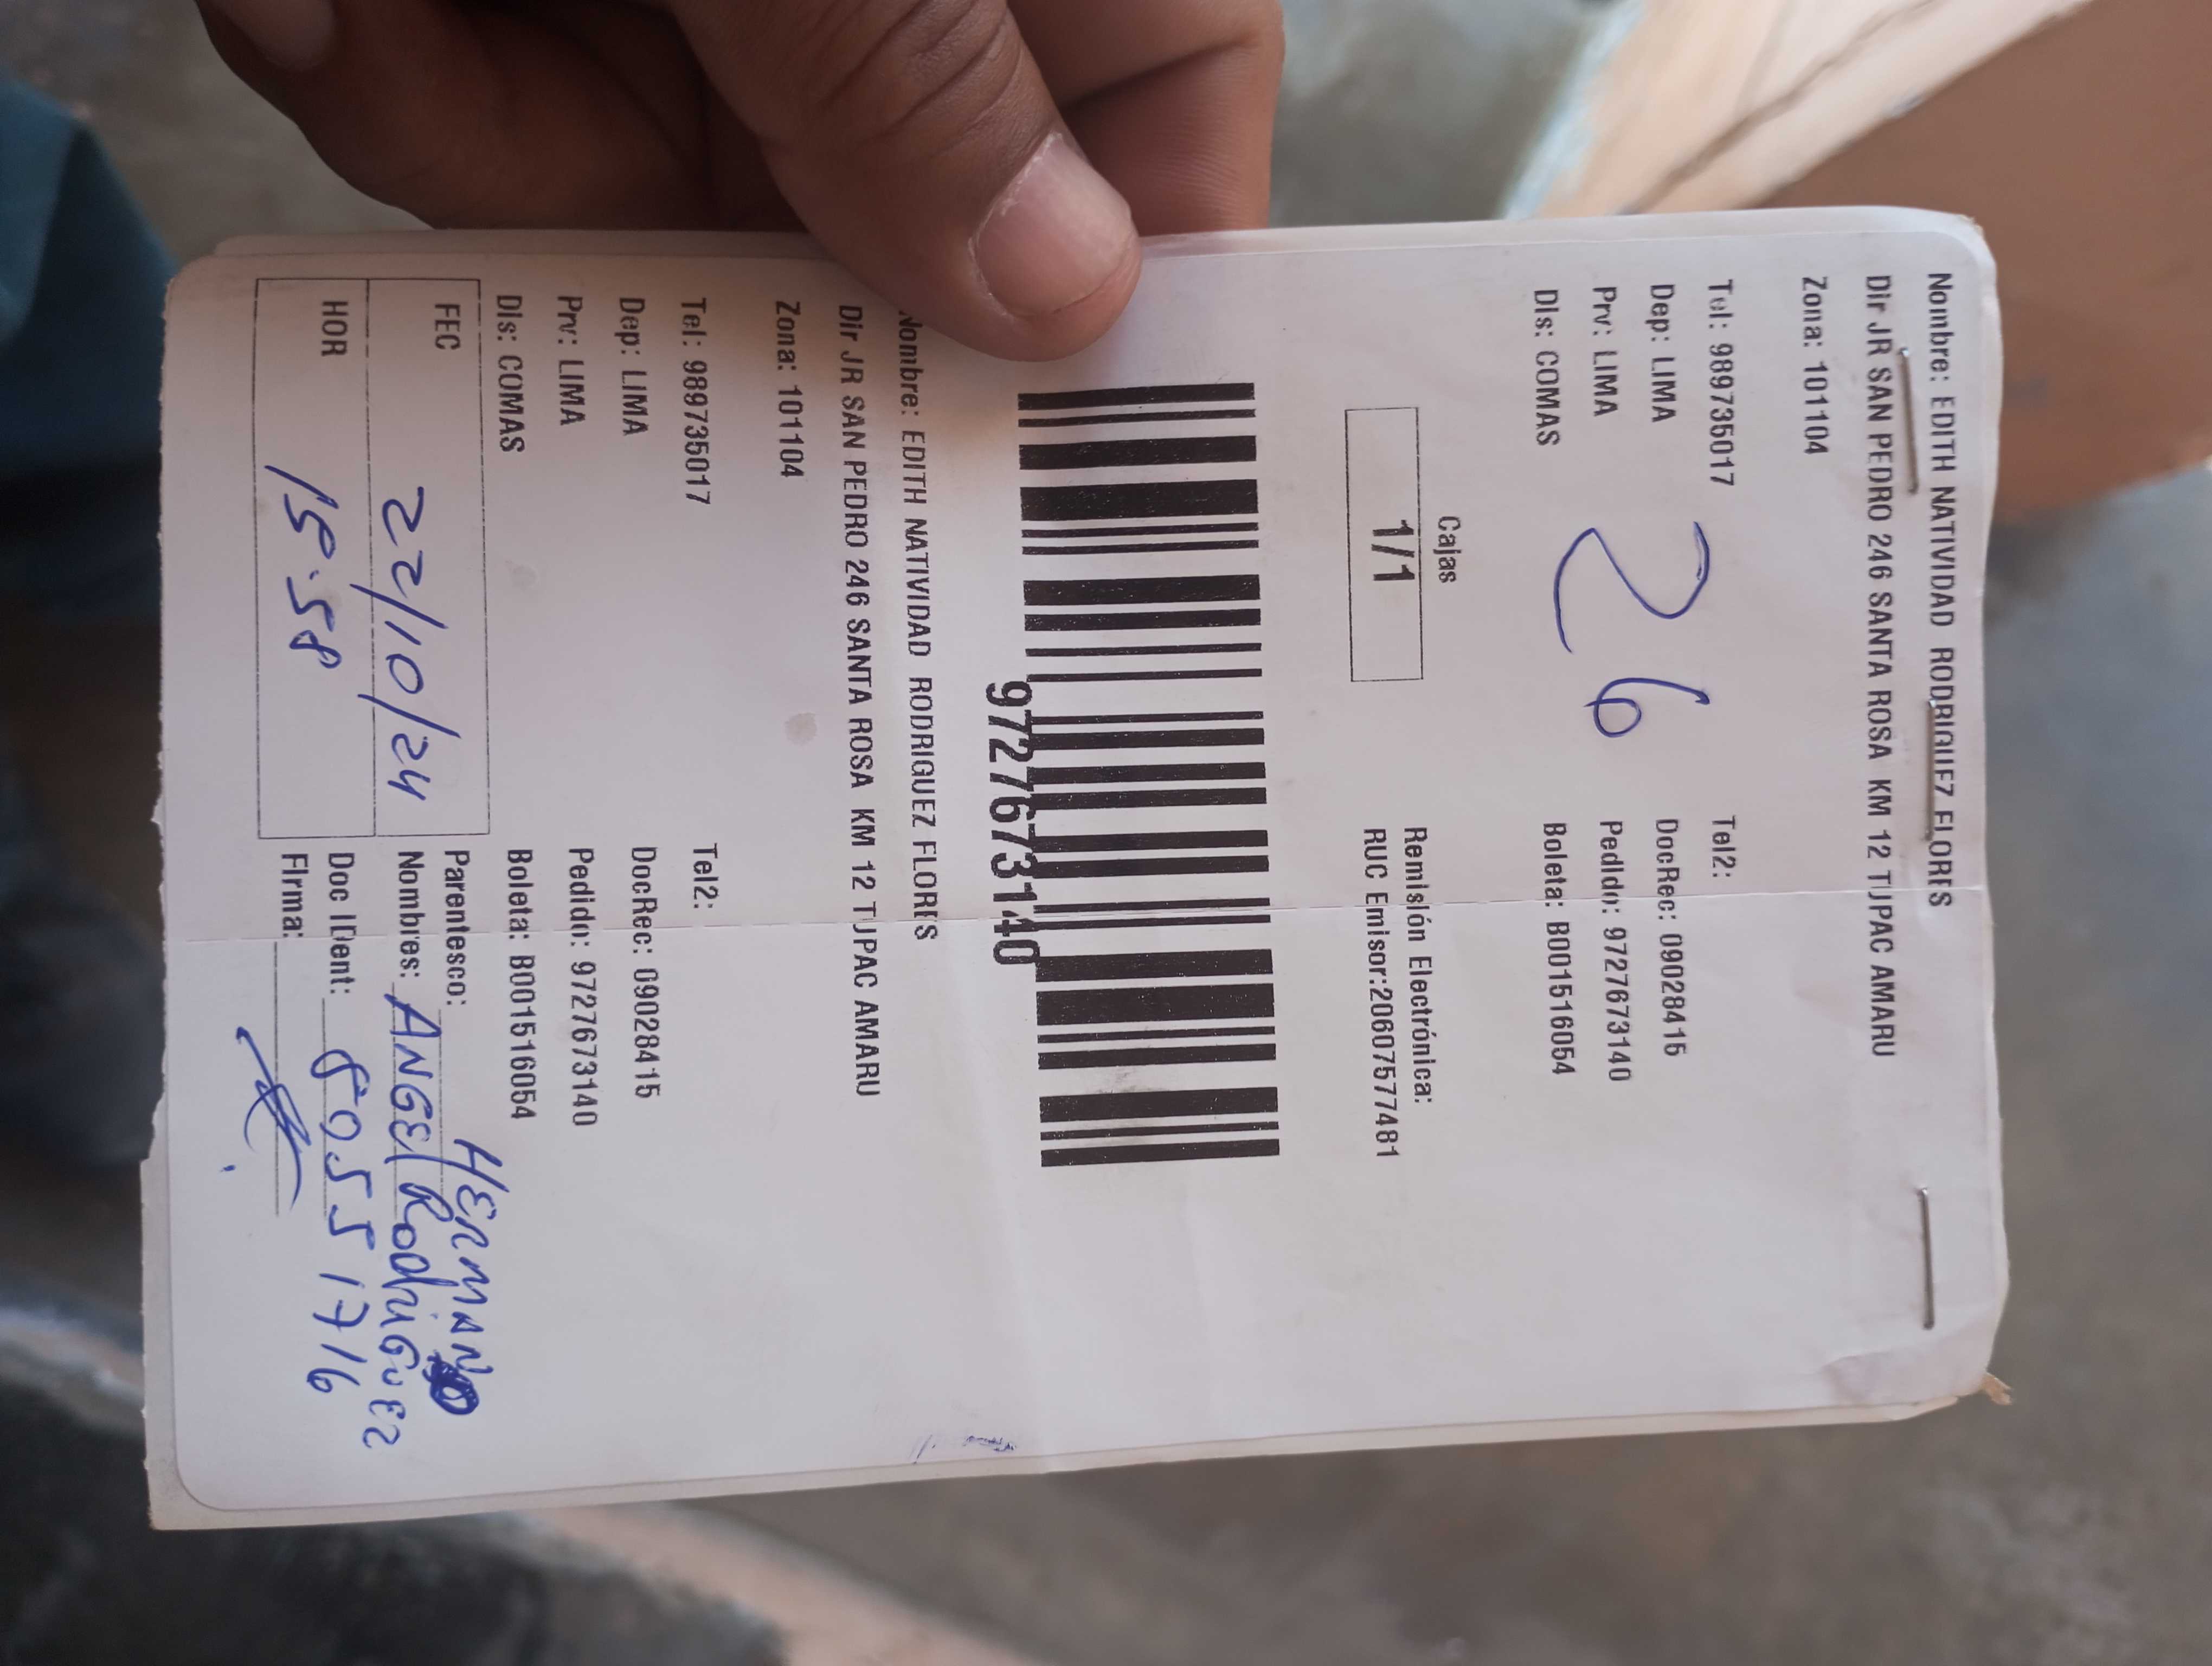 Nombre: EDITH NATIVIDAD RODRIGUEZ FLORES
Dir JR SAN PEDRO 246 SANTA ROSA KM 12 TUPAC AMARU
Zona: 101104
Tel: 989735017 Tel2:
Dep: LIMA DocRec: 09028415
Prv: LIMA Pedido: 9727673140
Dis: COMAS Boleta: B001516054
26
Cajas Remisión Electrónica:
1/1 RUC Emisor:20607577481
9727673140
Nombre: EDITH NATIVIDAD RODRIGUEZ FLORES
Dir JR SAN PEDRO 246 SANTA ROSA KM 12 TUPAC AMARU
Zona: 101104
Tel: 989735017 Tel2:
Dep: LIMA DocRec: 09028415
Prv: LIMA Pedido: 9727673140
Dis: COMAS Boleta: B001516054
FEC 22/10/24 Parentesco: HERMANO
Nombres: ANGEL RodriGuEz
HOR 15:58 Doc IDent: 80551716
Firma: